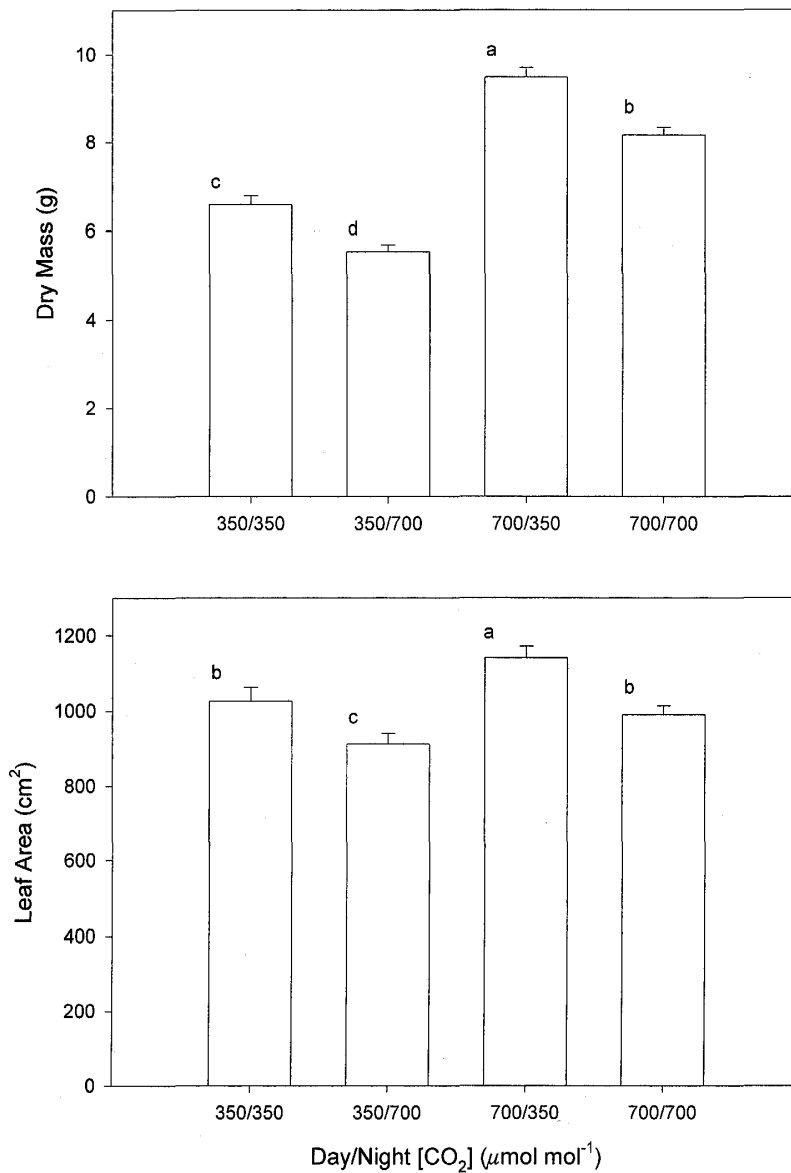 10
8
6
4
2
0
Dry Mass (g)
c
d
a
b
350/350 350/700 700/350 700/700
1200
1000
800
600
400
200
0
Leaf Area (cm²)
b
c
a
b
350/350 350/700 700/350 700/700
Day/Night [CO₂] (μmol mol⁻¹)